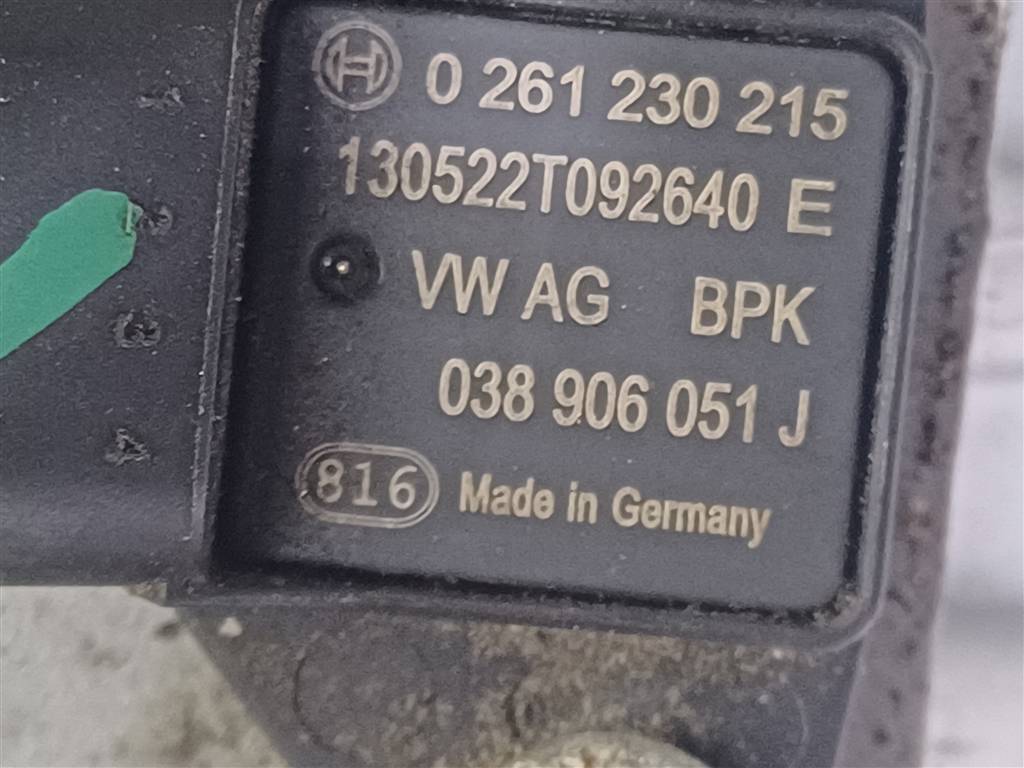 0 261 230 215
130522T092640 E
VW AG BPK
038 906 051 J
816 Made in Germany